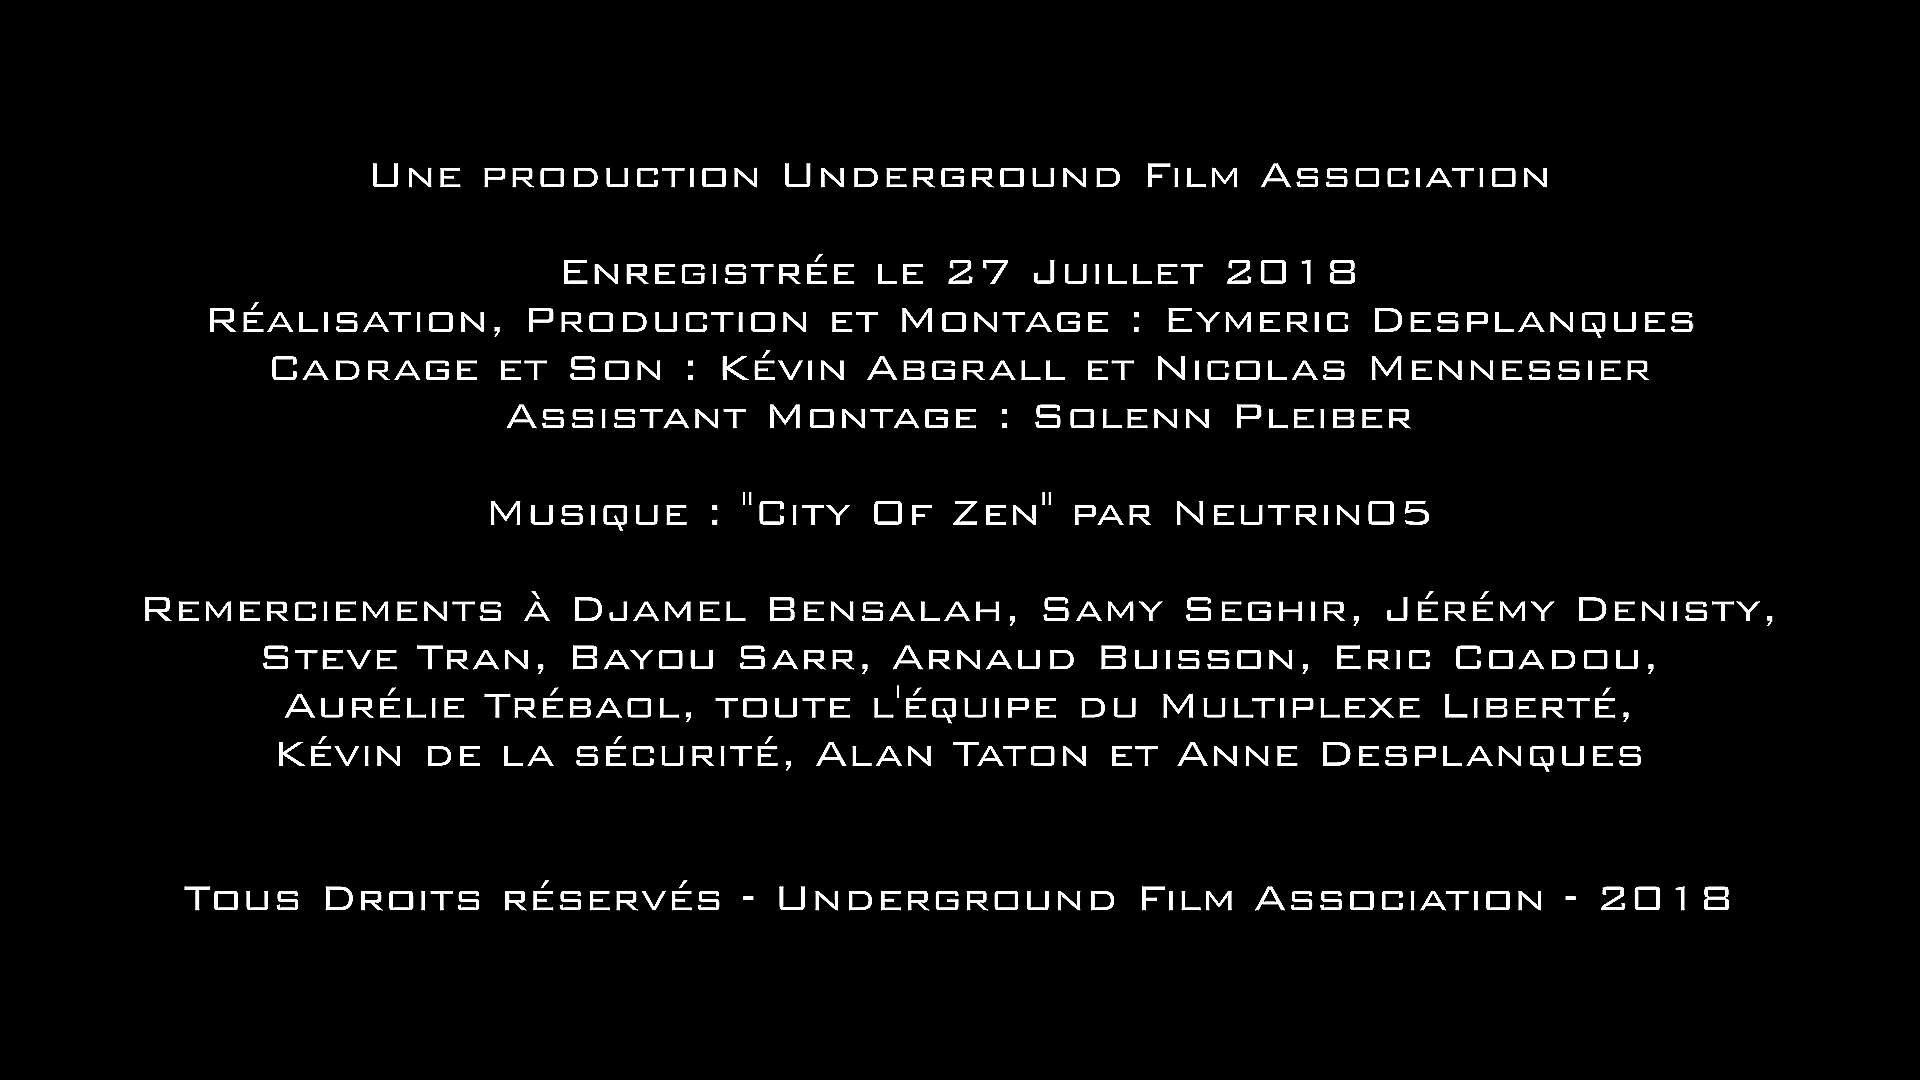 Une production Underground Film Association
Enregistrée le 27 Juillet 2018
Réalisation, Production et Montage : Eymeric Desplanques
Cadrage et Son : Kévin Abgrall et Nicolas Mennessier
Assistant Montage : Solenn Pleiber
Musique : "City Of Zen" par Neutrin05
Remerciements à Djamel Bensalah, Samy Seghir, Jérémy Denisty,
Steve Tran, Bayou Sarr, Arnaud Buisson, Eric Coadou,
Aurélie Trébaol, toute l'équipe du Multiplexe Liberté,
Kévin de la sécurité, Alan Taton et Anne Desplanques
Tous Droits réservés - Underground Film Association - 2018